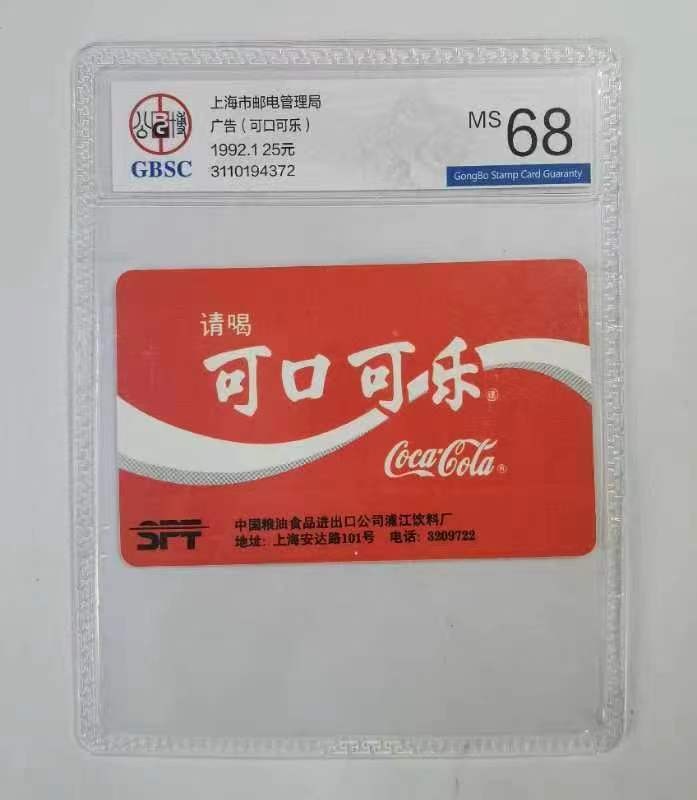 上海市邮电管理局
广告（可口可乐）
1992.1 25元
3110194372
GBSC
MS 68
GongBo Stamp Card Guaranty
请喝
可口可乐
Coca-Cola®
SPT
中国粮油食品进出口公司浦江饮料厂
地址: 上海安达路101号 电话: 3209722